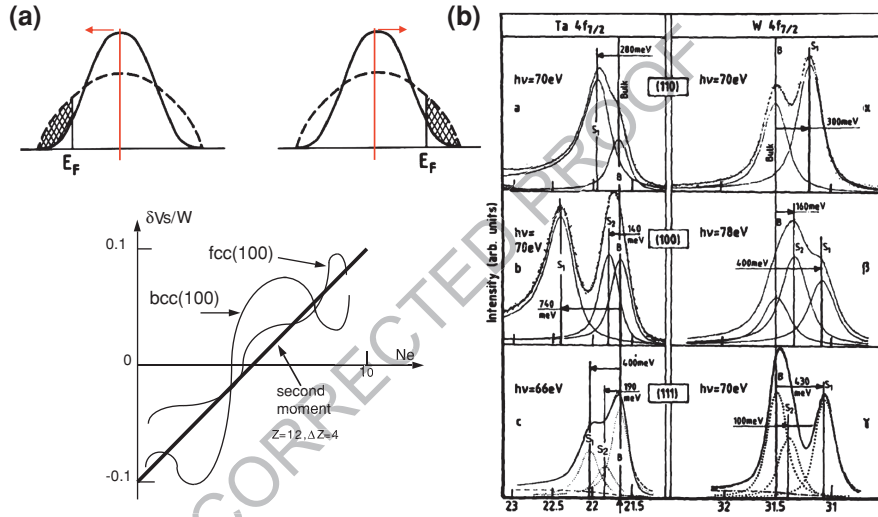 (a)
E_F
E_F
δVs/W
0.1
fcc(100)
bcc(100)
0
Ne
10
second
moment
Z=12, ΔZ=4
-0.1
(b)
Ta 4f7/2
W 4f7/2
280meV
hν=70eV
(110)
hν=70eV
B
S1
a
Bulk
α
S1
300meV
B
Bulk
Intensity (arb. units)
hν=
70eV
S2
140
meV
(100)
hν=78eV
160meV
b
S1
B
B
S2
S1
β
400meV
740
meV
hν=66eV
400meV
190
meV
(111)
hν=70eV
B
430
meV
S1
c
S1
S2
B
S2
100meV
γ
23
22.5
22
21.5
32
31.5
31
CORRECTED PROOF